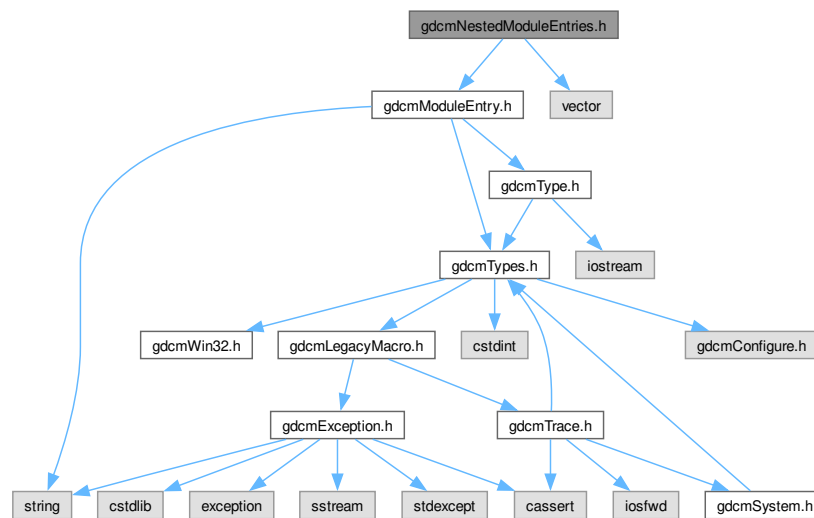 gdcmNestedModuleEntries.h
gdcmModuleEntry.h
vector
gdcmType.h
gdcmTypes.h
iostream
gdcmWin32.h
gdcmLegacyMacro.h
cstdint
gdcmConfigure.h
gdcmException.h
gdcmTrace.h
string
cstdlib
exception
sstream
stdexcept
cassert
iosfwd
gdcmSystem.h